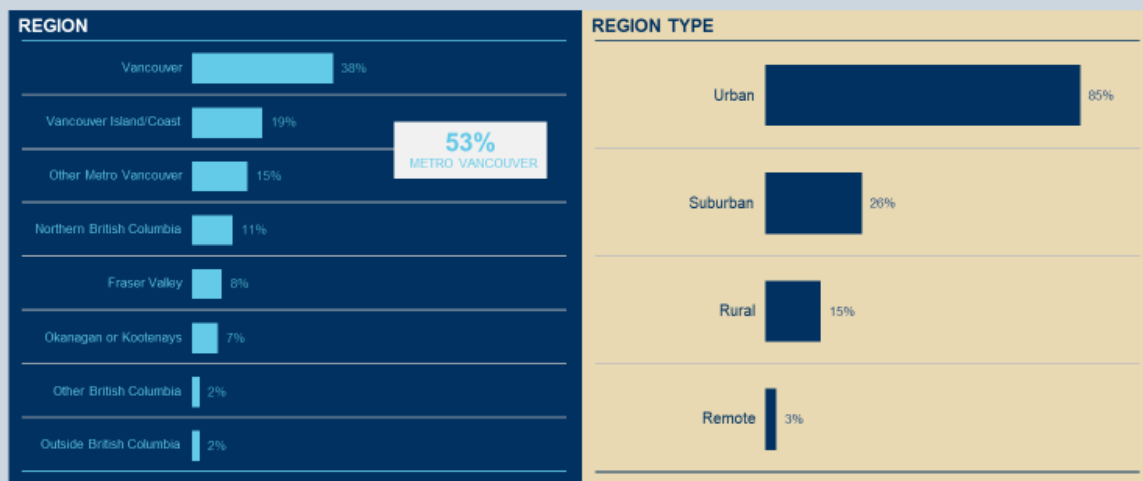 REGION
Vancouver 38%
Vancouver Island/Coast 19%
53%
METRO VANCOUVER
Other Metro Vancouver 15%
Northern British Columbia 11%
Fraser Valley 8%
Okanagan or Kootenays 7%
Other British Columbia 2%
Outside British Columbia 2%
REGION TYPE
Urban 85%
Suburban 26%
Rural 15%
Remote 3%